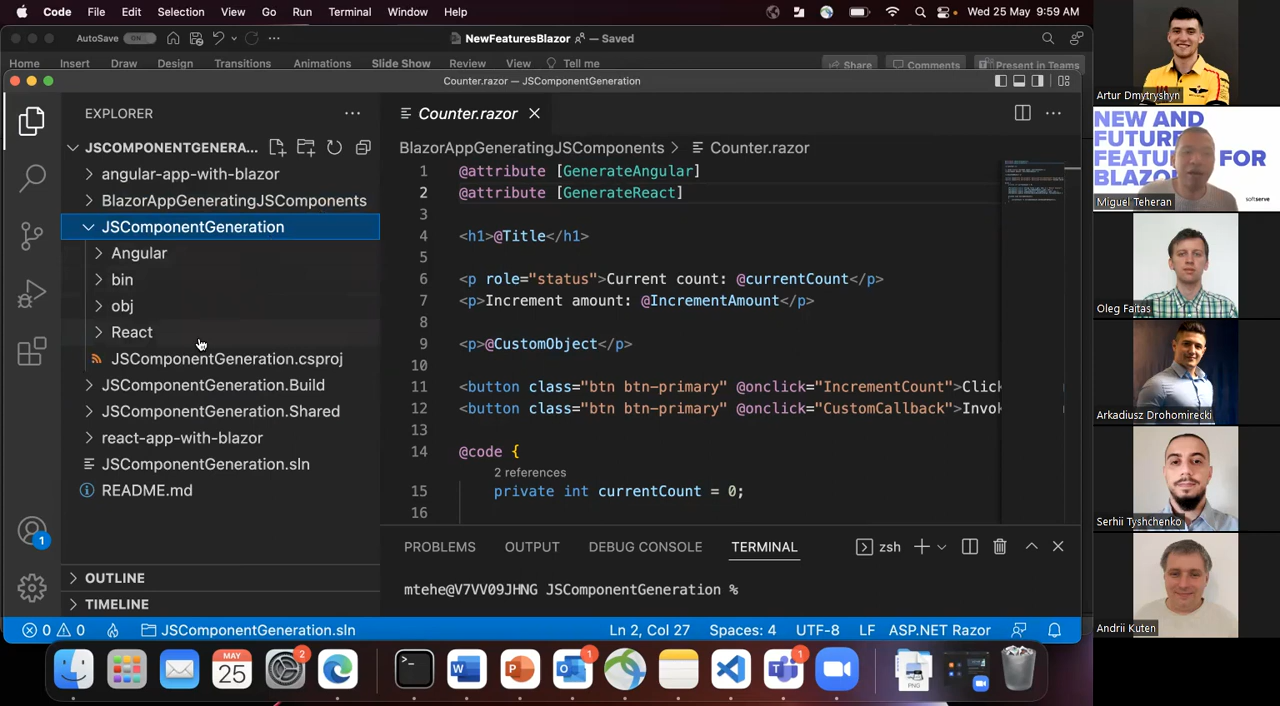 Code File Edit Selection View Go Run Terminal Window Help
Wed 25 May 9:59 AM
AutoSave ON
NewFeaturesBlazor — Saved
Home Insert Draw Design Transitions Animations Slide Show Review View Tell me
Share Comments Present in Teams
Counter.razor — JSComponentGeneration
EXPLORER
JSCOMPONENTGENERA...
angular-app-with-blazor
BlazorAppGeneratingJSComponents
JSComponentGeneration
Angular
bin
obj
React
JSComponentGeneration.csproj
JSComponentGeneration.Build
JSComponentGeneration.Shared
react-app-with-blazor
JSComponentGeneration.sln
README.md
OUTLINE
TIMELINE
Counter.razor
BlazorAppGeneratingJSComponents > Counter.razor
@attribute [GenerateAngular]
@attribute [GenerateReact]
4 <h1>@Title</h1>
5
6 <p role="status">Current count: @currentCount</p>
7 <p>Increment amount: @IncrementAmount</p>
8
9 <p>@CustomObject</p>
10
11 <button class="btn btn-primary" @onclick="IncrementCount">Click
12 <button class="btn btn-primary" @onclick="CustomCallback">Invok
13
14 @code {
2 references
15 private int currentCount = 0;
16
PROBLEMS OUTPUT DEBUG CONSOLE TERMINAL
zsh
JSComponentGeneration %
0 0 JSComponentGeneration.sln
Ln 2, Col 27 Spaces: 4 UTF-8 LF ASP.NET Razor
1
MAY
25
2
1
1
PNG
Artur Dmytryshyn
NEW AND
FUTURE
FEATURES FOR
BLAZOR
softserve
Miguel Teheran
Oleg Faitas
Arkadiusz Drohomirecki
Serhii Tyshchenko
Andrii Kuten